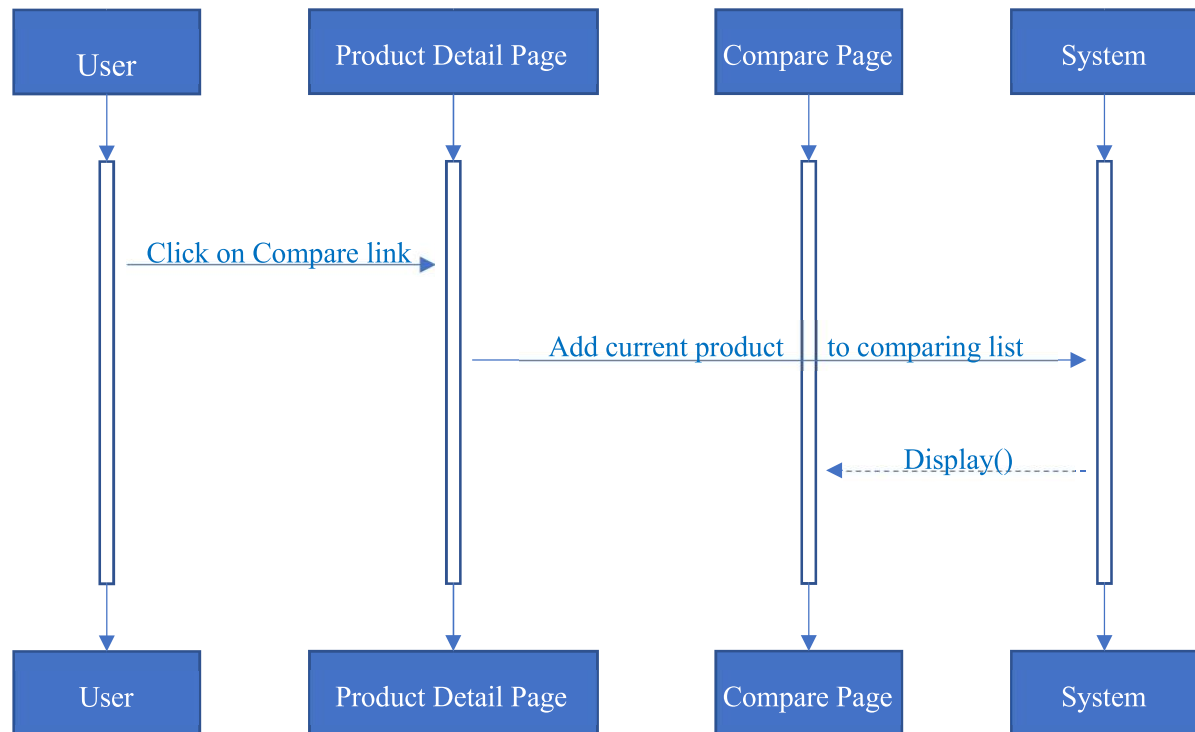 User
Product Detail Page
Compare Page
System
Click on Compare link
Add current product to comparing list
Display()
User
Product Detail Page
Compare Page
System